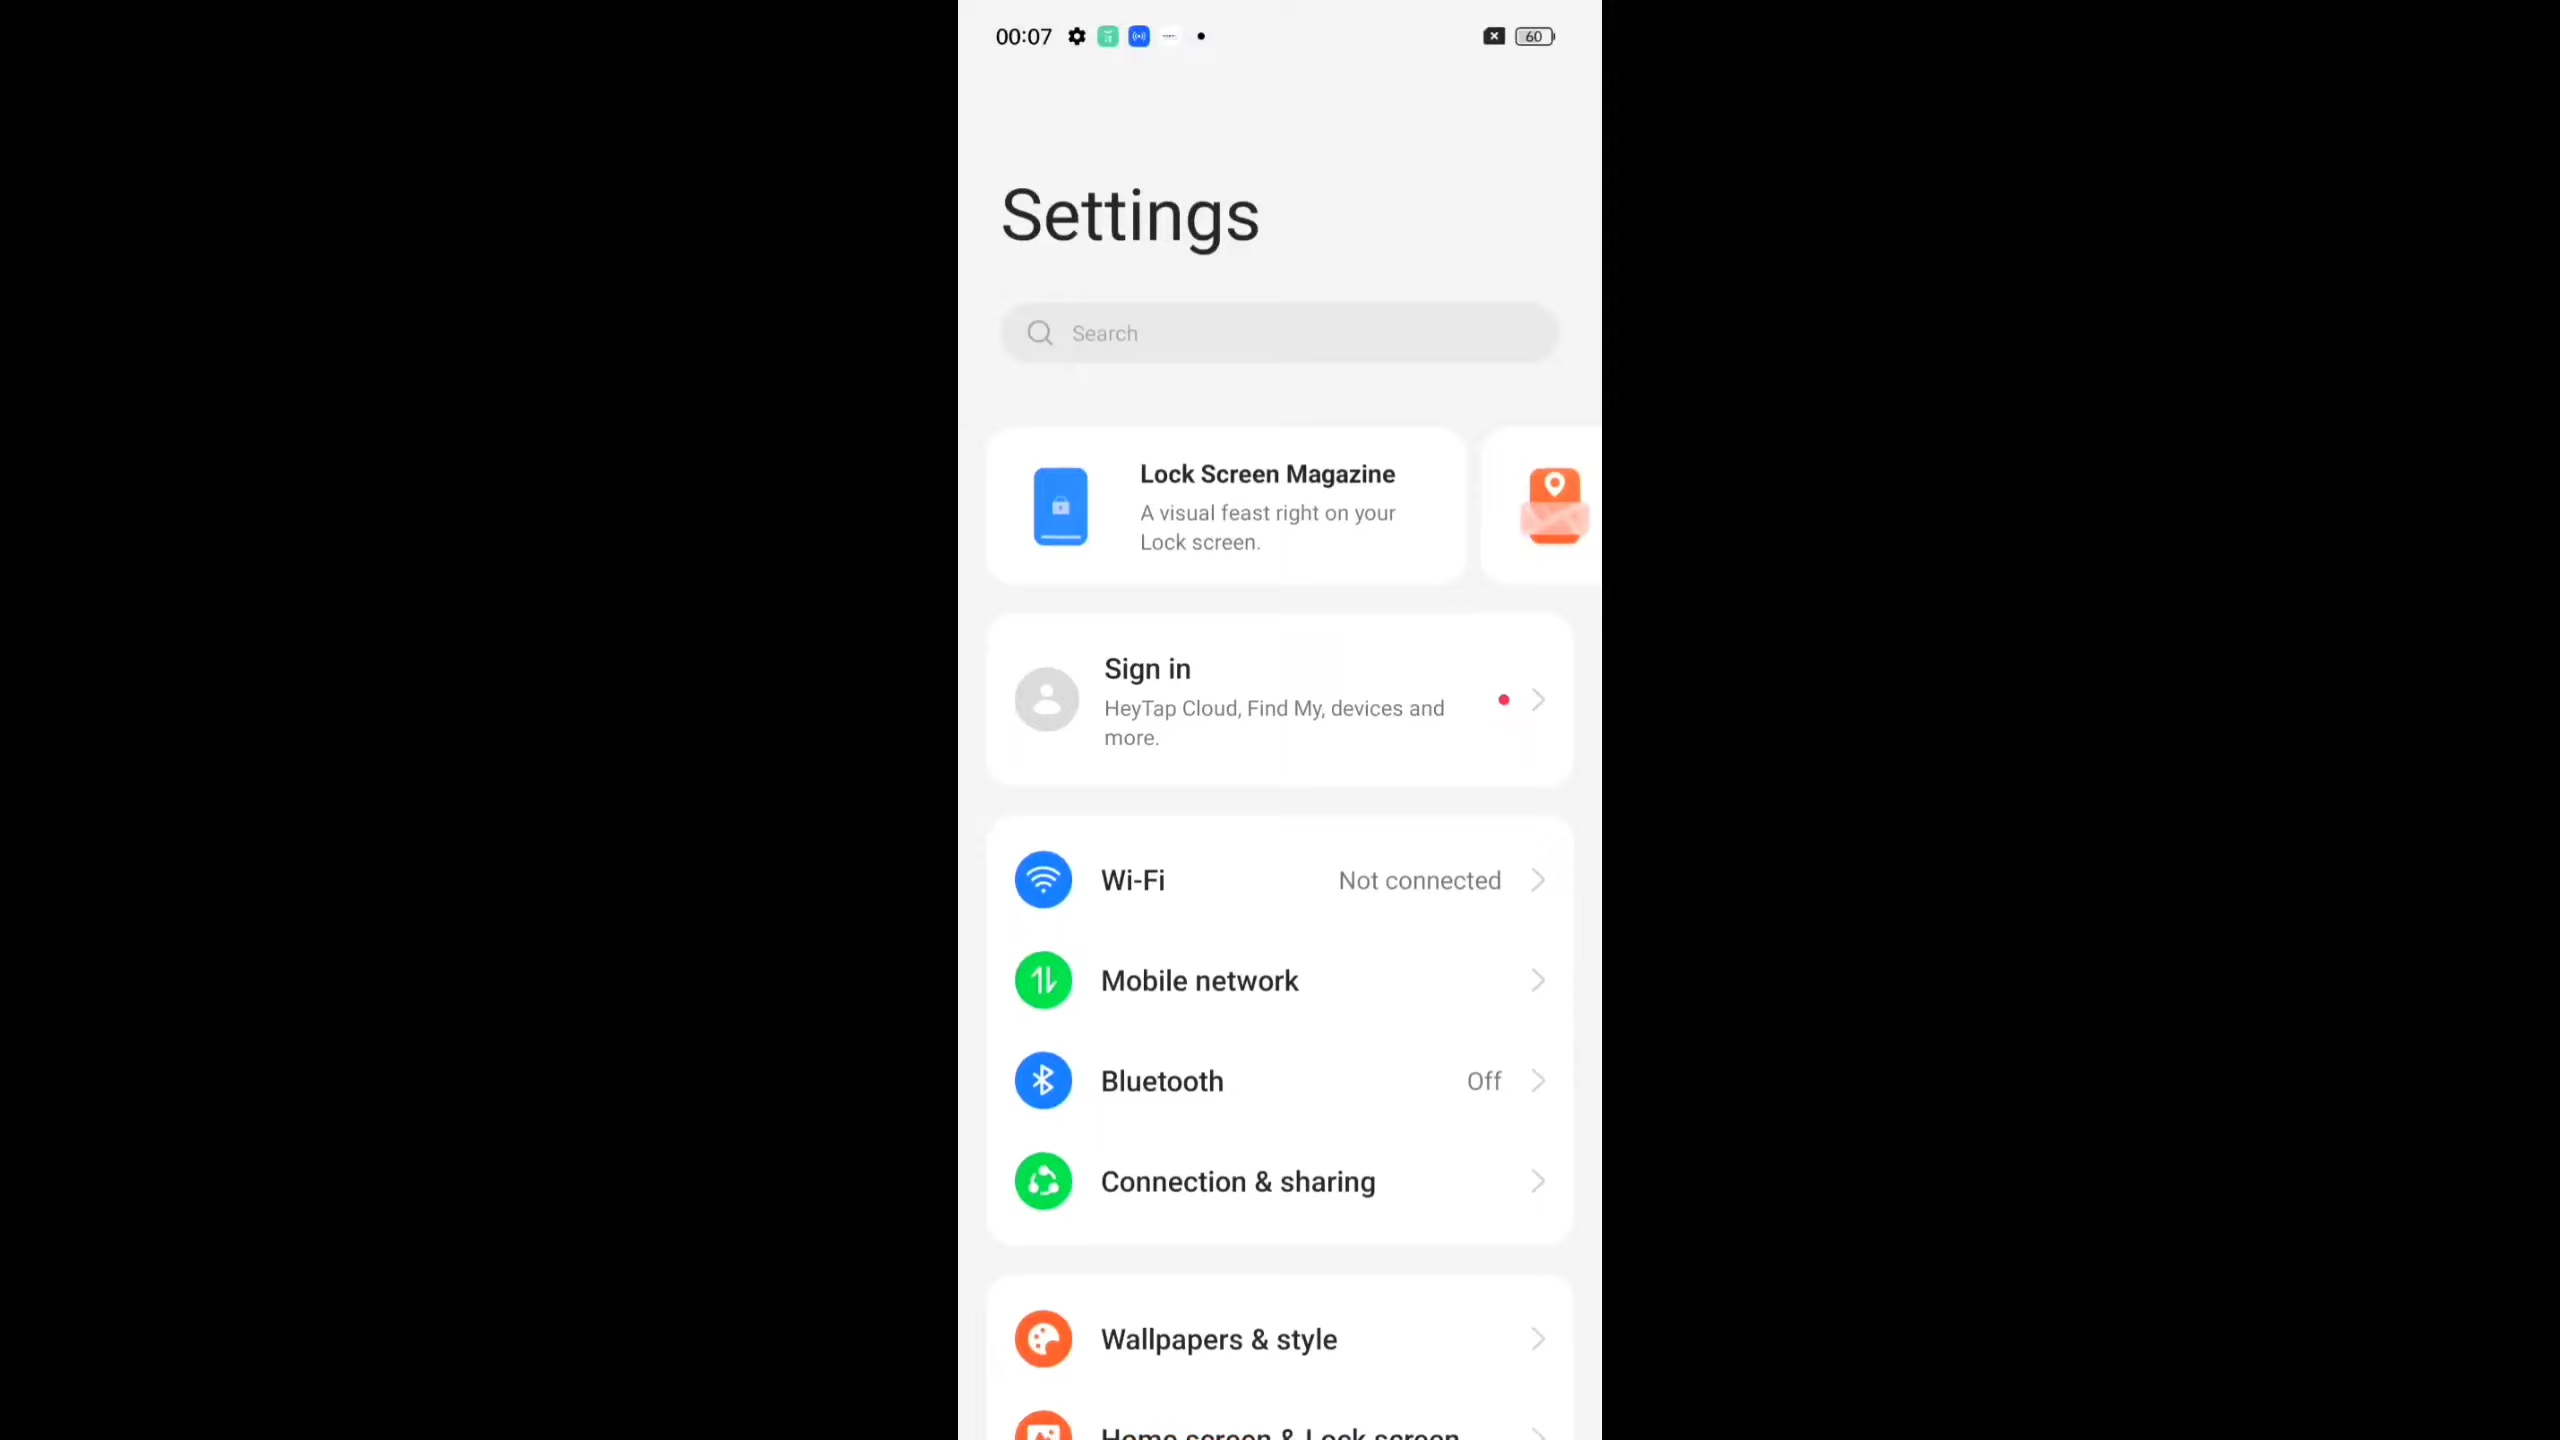 00:07
60
Settings
Search
Lock Screen Magazine
A visual feast right on your
Lock screen.
Sign in
HeyTap Cloud, Find My, devices and
more.
Wi-Fi Not connected
Mobile network
Bluetooth Off
Connection & sharing
Wallpapers & style
Home screen & Lock screen